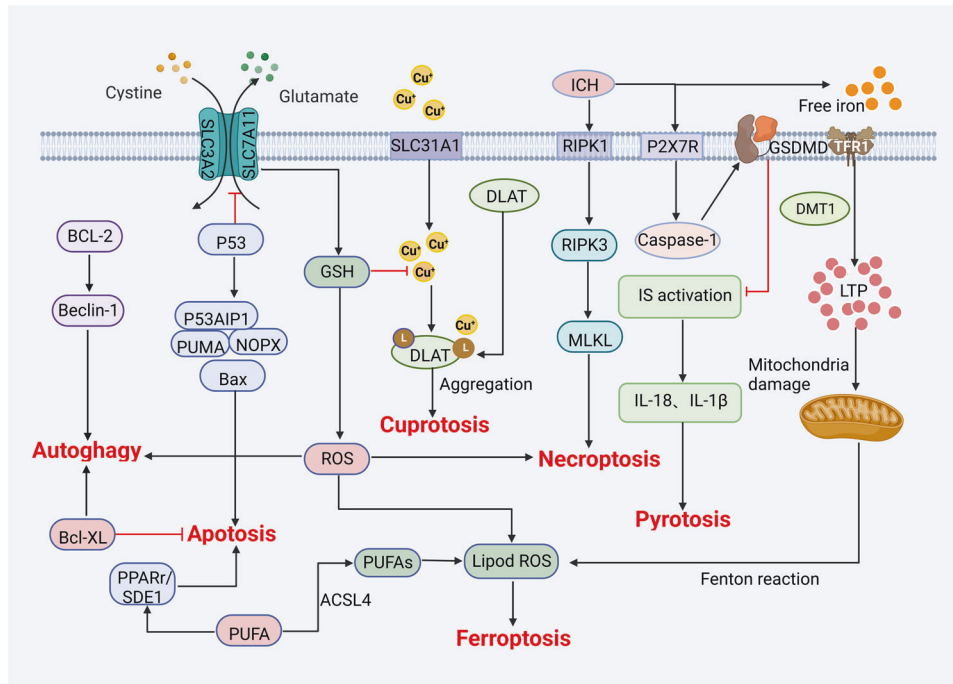 Cystine
Glutamate
SLC3A2
SLC7A11
Cu⁺
Cu⁺
Cu⁺
ICH
Free iron
SLC31A1
RIPK1
P2X7R
GSDMD
TFR1
DLAT
DMT1
BCL-2
P53
RIPK3
Caspase-1
Cu⁺
Cu⁺
Cu⁺
GSH
IS activation
LTP
Beclin-1
P53AIP1
PUMA
NOPX
Cu⁺
L
L
DLAT
MLKL
Bax
Aggregation
Mitochondria
damage
IL-18、IL-1β
Cuprotosis
Autoghagy
ROS
Necroptosis
Pyrotosis
Bcl-XL
Apotosis
PUFAs
Lipod ROS
PPARr/
SDE1
ACSL4
Fenton reaction
PUFA
Ferroptosis